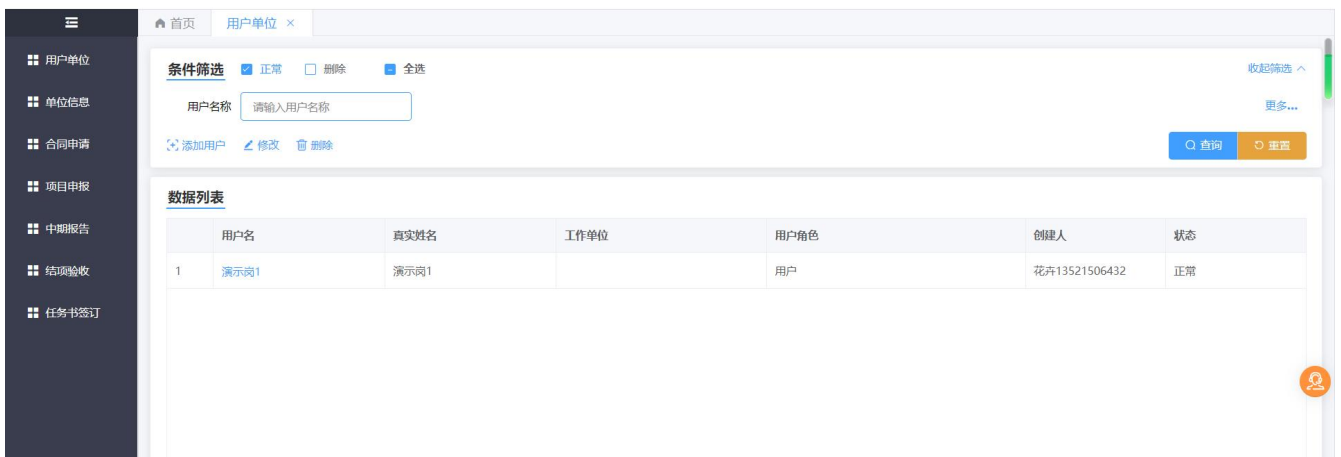 首页 用户单位 ×
用户单位
单位信息
合同申请
项目申报
中期报告
结项验收
任务书签订
条件筛选 正常 删除 全选 收起筛选
用户名称 请输入用户名称 更多...
添加用户 修改 删除 查询 重置
数据列表
用户名 真实姓名 工作单位 用户角色 创建人 状态
1 演示岗1 演示岗1 用户 花卉13521506432 正常